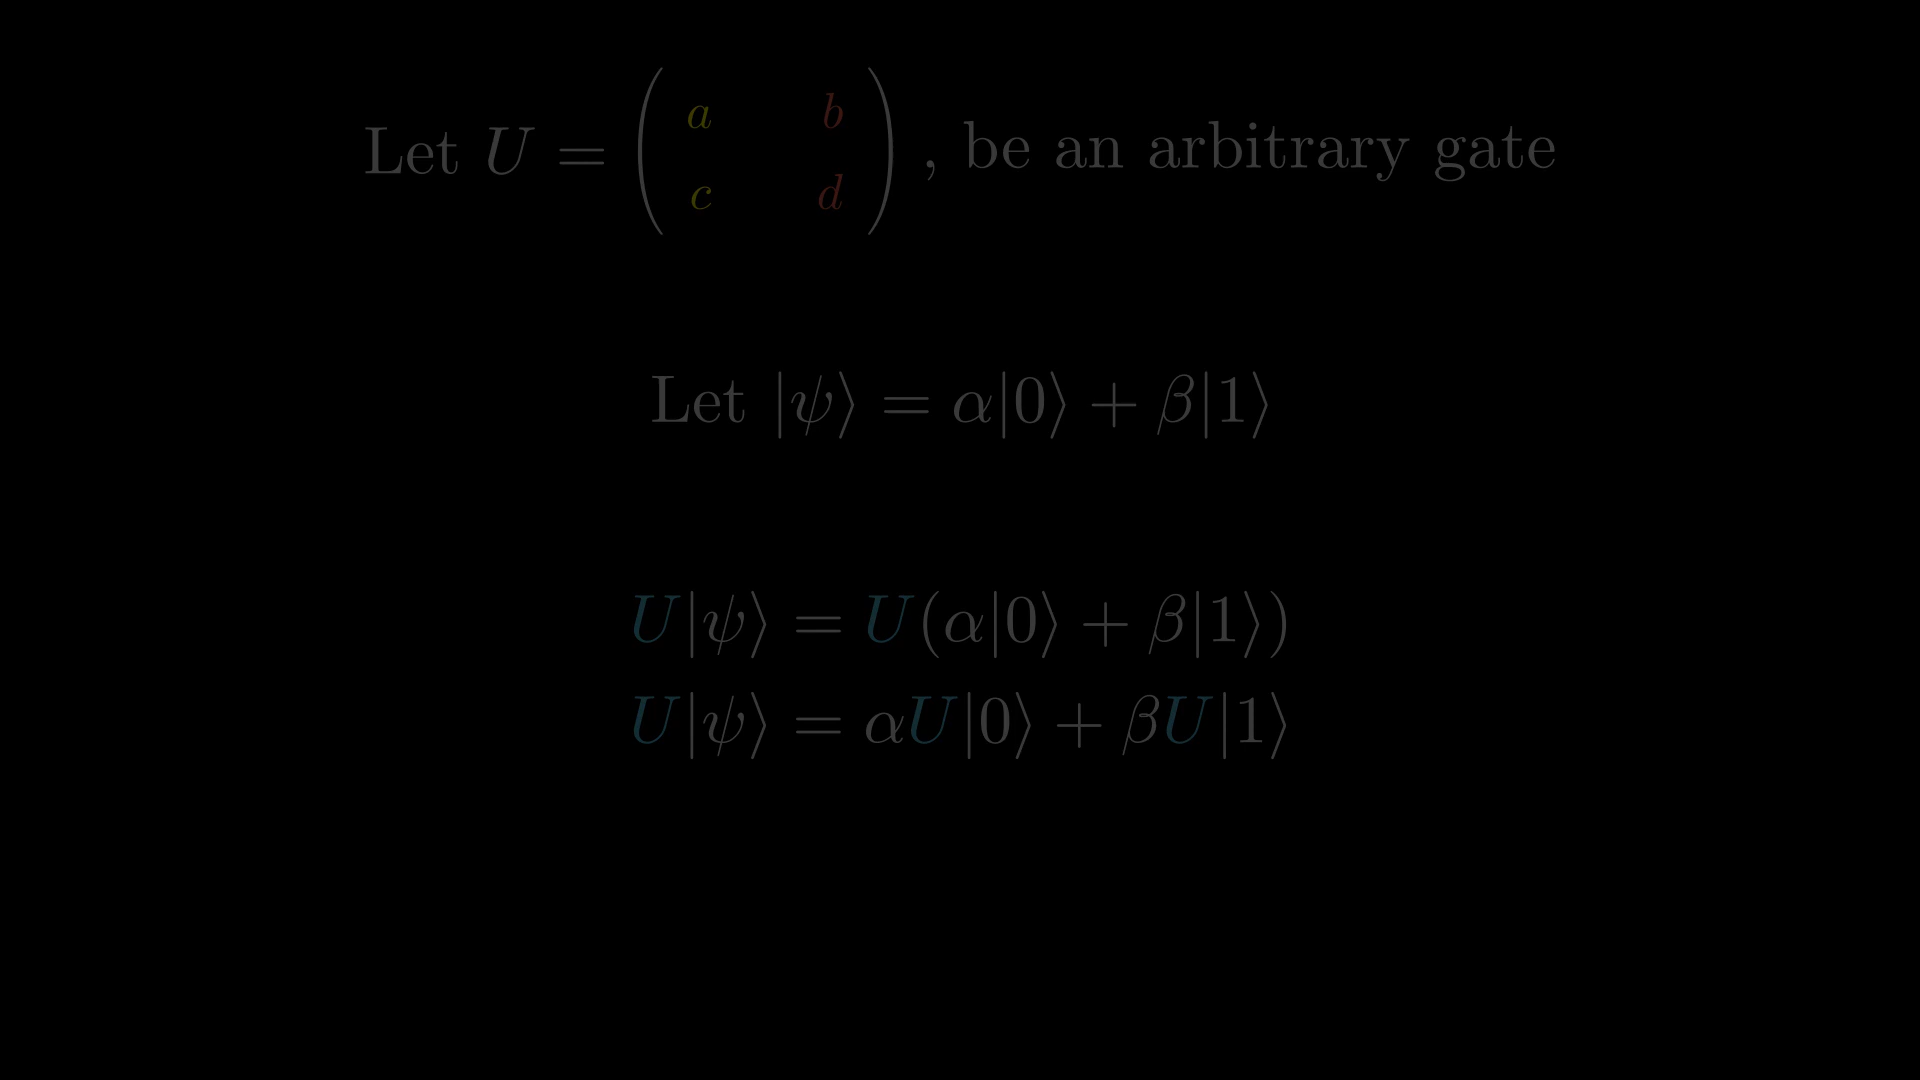 Let U = ( a b c d ) , be an arbitrary gate
Let |ψ⟩ = α|0⟩ + β|1⟩
U|ψ⟩ = U(α|0⟩ + β|1⟩)
U|ψ⟩ = αU|0⟩ + βU|1⟩